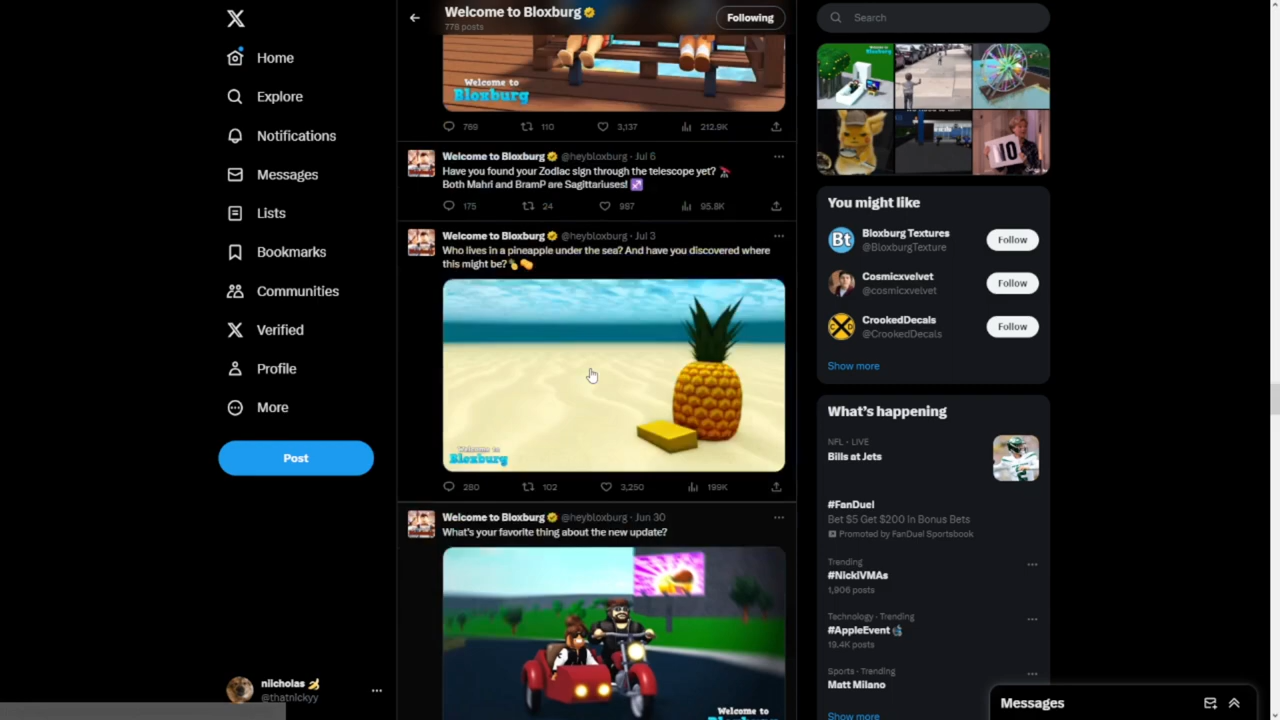 Home
Explore
Notifications
Messages
Lists
Bookmarks
Communities
Verified
Profile
More
Post
niicholas
@thatnickyy
Welcome to Bloxburg
778 posts
Following
Welcome to
Bloxburg
769 110 3,137 212.9K
Welcome to Bloxburg @heybloxburg · Jul 6
Have you found your Zodiac sign through the telescope yet?
Both Mahri and BramP are Sagittariuses!
175 24 997 95.8K
Welcome to Bloxburg @heybloxburg · Jul 3
Who lives in a pineapple under the sea? And have you discovered where
this might be?
Welcome to
Bloxburg
280 102 3,250 199K
Welcome to Bloxburg @heybloxburg · Jun 30
What's your favorite thing about the new update?
Welcome to
Search
Welcome to
Bloxburg
10
You might like
Bt
Bloxburg Textures
@BloxburgTexture
Follow
Cosmicxvelvet
@cosmicxvelvet
Follow
CrookedDecals
@CrookedDecals
Follow
Show more
What's happening
NFL · LIVE
Bills at Jets
#FanDuel
Bet $5 Get $200 In Bonus Bets
Promoted by FanDuel Sportsbook
Trending
#NickiVMAs
1,906 posts
Technology · Trending
#AppleEvent
19.4K posts
Sports · Trending
Matt Milano
Show more
Messages